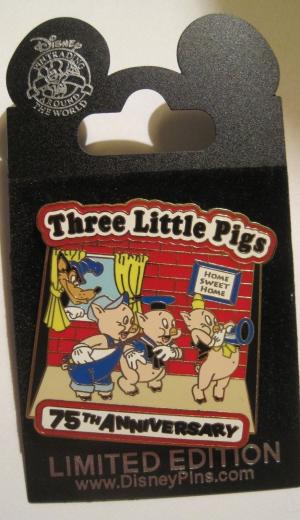 Disney
PIN TRADING
AROUND
THE WORLD
Three Little Pigs
HOME
SWEET
HOME
75TH ANNIVERSARY
LIMITED EDITION
www.DisneyPins.com